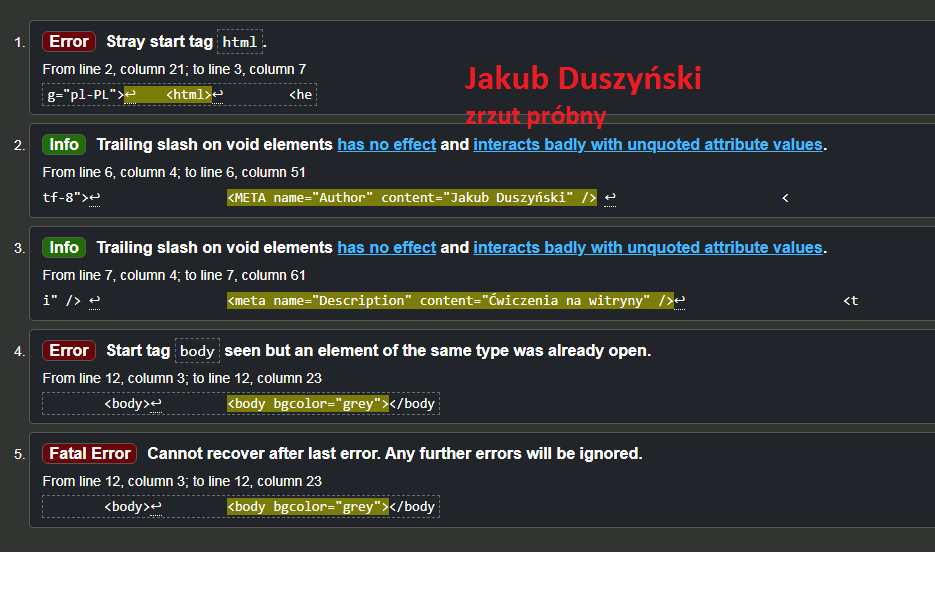 1. Error Stray start tag html.
From line 2, column 21; to line 3, column 7
g="pl-PL">↩ <html>↩ <he
Jakub Duszyński
zrzut próbny
2. Info Trailing slash on void elements has no effect and interacts badly with unquoted attribute values.
From line 6, column 4; to line 6, column 51
tf-8">↩ <META name="Author" content="Jakub Duszyński" /> ↩ <
3. Info Trailing slash on void elements has no effect and interacts badly with unquoted attribute values.
From line 7, column 4; to line 7, column 61
i" /> ↩ <meta name="Description" content="Ćwiczenia na witryny" />↩ <t
4. Error Start tag body seen but an element of the same type was already open.
From line 12, column 3; to line 12, column 23
<body>↩ <body bgcolor="grey"></body
5. Fatal Error Cannot recover after last error. Any further errors will be ignored.
From line 12, column 3; to line 12, column 23
<body>↩ <body bgcolor="grey"></body